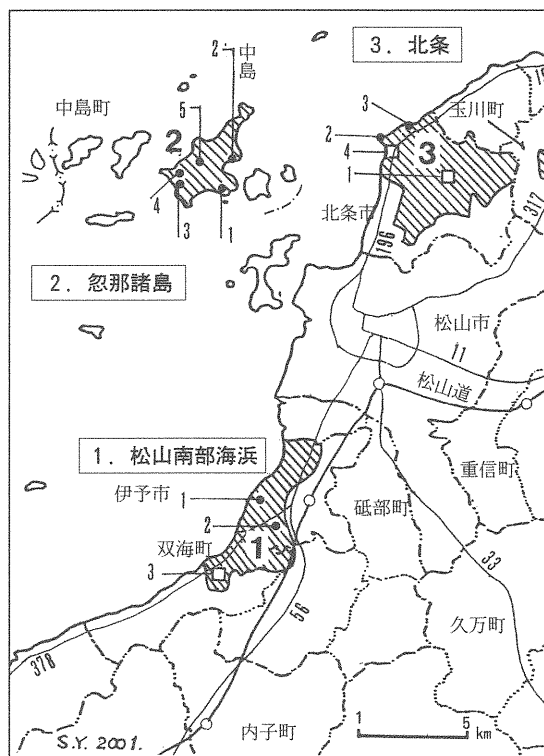 3. 北条
中島町
2
中島
5
2
4
3
1
3
玉川町
2
4
3
1
北条市
196
317
2. 忽那諸島
松山市
11
松山道
1. 松山南部海浜
伊予市
1
2
双海町
1
3
重信町
砥部町
33
久万町
56
378
内子町
1
5
km
S.Y. 2001.